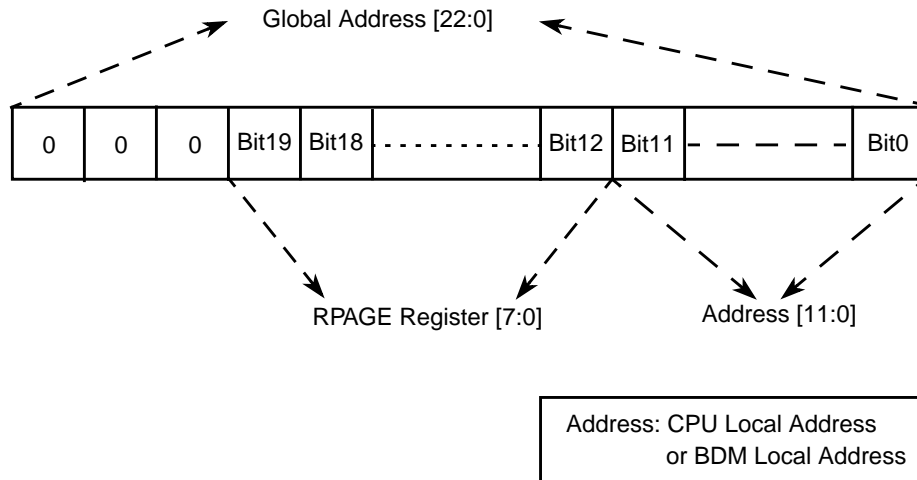 Global Address [22:0]
0 0 0 Bit19 Bit18 Bit12 Bit11 Bit0
RPAGE Register [7:0] Address [11:0]
Address: CPU Local Address
or BDM Local Address